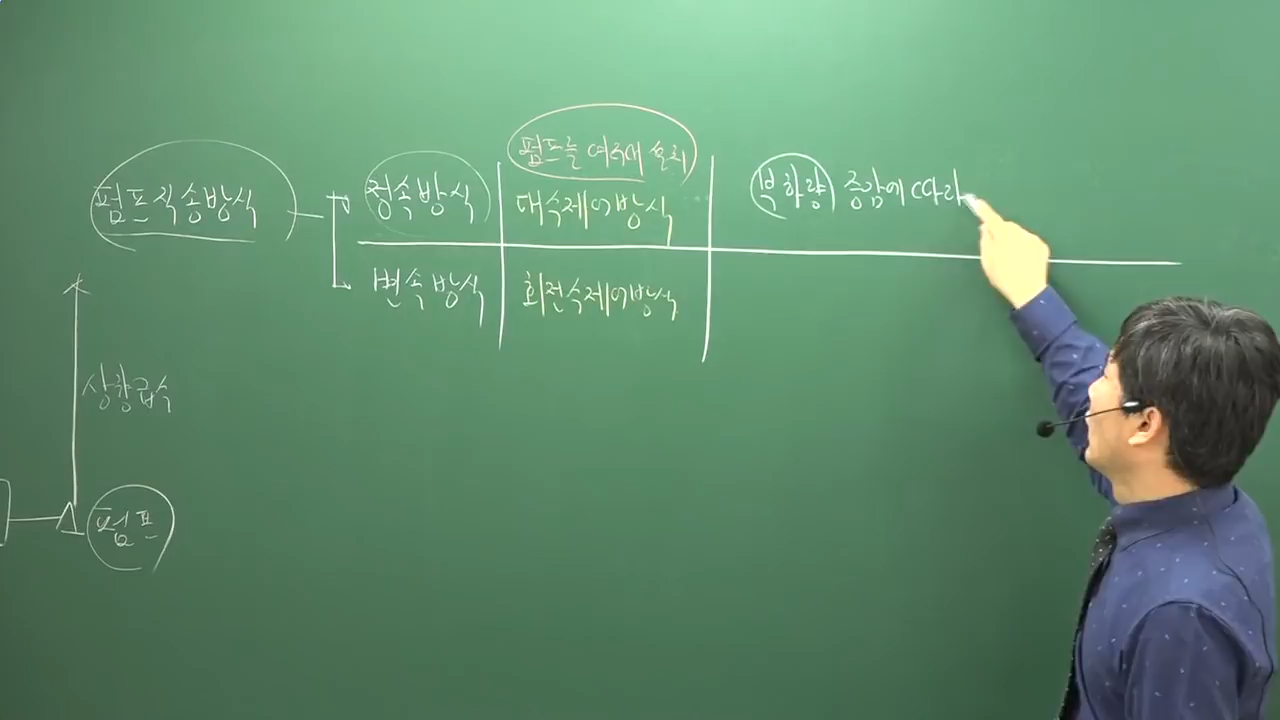 펌프를 여러대 설치
펌프직송방식
정속방식
대수제어방식
부하량 증감에 따라
변속방식
회전수제어방식
상향급수
펌프